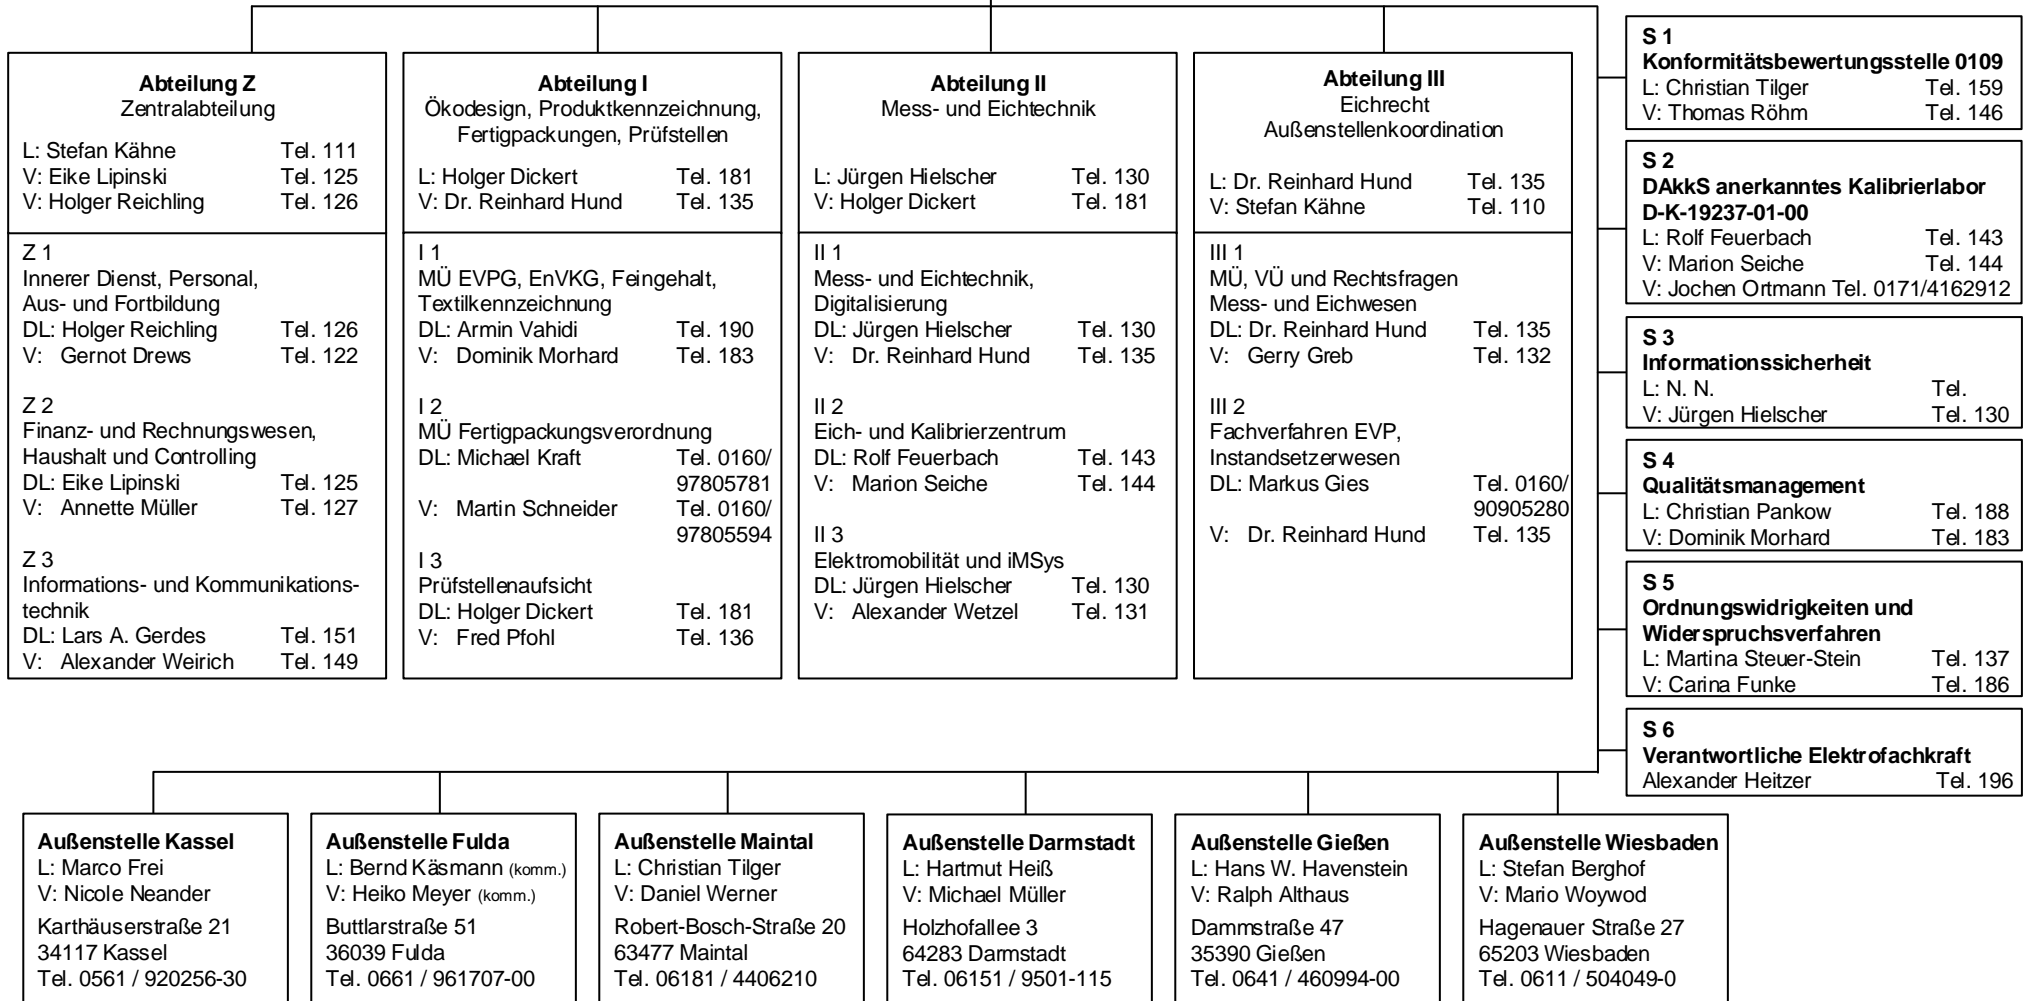 Abteilung Z
Zentralabteilung
L: Stefan Kähne Tel. 111
V: Eike Lipinski Tel. 125
V: Holger Reichling Tel. 126
Z 1
Innerer Dienst, Personal,
Aus- und Fortbildung
DL: Holger Reichling Tel. 126
V: Gernot Drews Tel. 122
Z 2
Finanz- und Rechnungswesen,
Haushalt und Controlling
DL: Eike Lipinski Tel. 125
V: Annette Müller Tel. 127
Z 3
Informations- und Kommunikations-
technik
DL: Lars A. Gerdes Tel. 151
V: Alexander Weirich Tel. 149
Abteilung I
Ökodesign, Produktkennzeichnung,
Fertigpackungen, Prüfstellen
L: Holger Dickert Tel. 181
V: Dr. Reinhard Hund Tel. 135
I 1
MÜ EVPG, EnVKG, Feingehalt,
Textilkennzeichnung
DL: Armin Vahidi Tel. 190
V: Dominik Morhard Tel. 183
I 2
MÜ Fertigpackungsverordnung
DL: Michael Kraft Tel. 0160/
97805781
V: Martin Schneider Tel. 0160/
97805594
I 3
Prüfstellenaufsicht
DL: Holger Dickert Tel. 181
V: Fred Pfohl Tel. 136
Abteilung II
Mess- und Eichtechnik
L: Jürgen Hielscher Tel. 130
V: Holger Dickert Tel. 181
II 1
Mess- und Eichtechnik,
Digitalisierung
DL: Jürgen Hielscher Tel. 130
V: Dr. Reinhard Hund Tel. 135
II 2
Eich- und Kalibrierzentrum
DL: Rolf Feuerbach Tel. 143
V: Marion Seiche Tel. 144
II 3
Elektromobilität und iMSys
DL: Jürgen Hielscher Tel. 130
V: Alexander Wetzel Tel. 131
Abteilung III
Eichrecht
Außenstellenkoordination
L: Dr. Reinhard Hund Tel. 135
V: Stefan Kähne Tel. 110
III 1
MÜ, VÜ und Rechtsfragen
Mess- und Eichwesen
DL: Dr. Reinhard Hund Tel. 135
V: Gerry Greb Tel. 132
III 2
Fachverfahren EVP,
Instandsetzerwesen
DL: Markus Gies Tel. 0160/
90905280
V: Dr. Reinhard Hund Tel. 135
S 1
Konformitätsbewertungsstelle 0109
L: Christian Tilger Tel. 159
V: Thomas Röhm Tel. 146
S 2
DAkkS anerkanntes Kalibrierlabor
D-K-19237-01-00
L: Rolf Feuerbach Tel. 143
V: Marion Seiche Tel. 144
V: Jochen Ortmann Tel. 0171/4162912
S 3
Informationssicherheit
L: N. N. Tel.
V: Jürgen Hielscher Tel. 130
S 4
Qualitätsmanagement
L: Christian Pankow Tel. 188
V: Dominik Morhard Tel. 183
S 5
Ordnungswidrigkeiten und
Widerspruchsverfahren
L: Martina Steuer-Stein Tel. 137
V: Carina Funke Tel. 186
S 6
Verantwortliche Elektrofachkraft
Alexander Heitzer Tel. 196
Außenstelle Kassel
L: Marco Frei
V: Nicole Neander
Karthäuserstraße 21
34117 Kassel
Tel. 0561 / 920256-30
Außenstelle Fulda
L: Bernd Käsmann (komm.)
V: Heiko Meyer (komm.)
Buttlarstraße 51
36039 Fulda
Tel. 0661 / 961707-00
Außenstelle Maintal
L: Christian Tilger
V: Daniel Werner
Robert-Bosch-Straße 20
63477 Maintal
Tel. 06181 / 4406210
Außenstelle Darmstadt
L: Hartmut Heiß
V: Michael Müller
Holzhofallee 3
64283 Darmstadt
Tel. 06151 / 9501-115
Außenstelle Gießen
L: Hans W. Havenstein
V: Ralph Althaus
Dammstraße 47
35390 Gießen
Tel. 0641 / 460994-00
Außenstelle Wiesbaden
L: Stefan Berghof
V: Mario Woywod
Hagenauer Straße 27
65203 Wiesbaden
Tel. 0611 / 504049-0